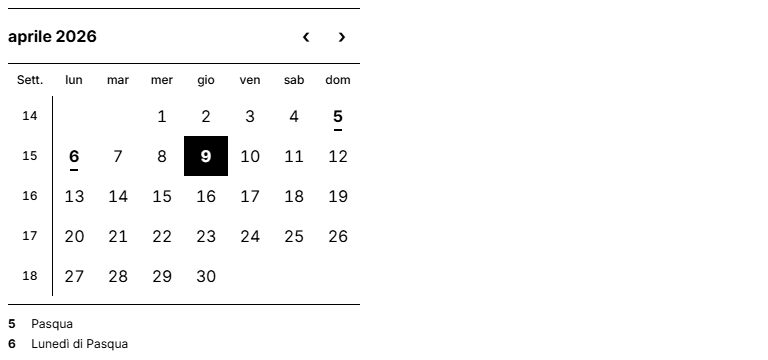 aprile 2026 ‹ ›
Sett. lun mar mer gio ven sab dom
14 1 2 3 4 5
15 6 7 8 9 10 11 12
16 13 14 15 16 17 18 19
17 20 21 22 23 24 25 26
18 27 28 29 30
5 Pasqua
6 Lunedì di Pasqua